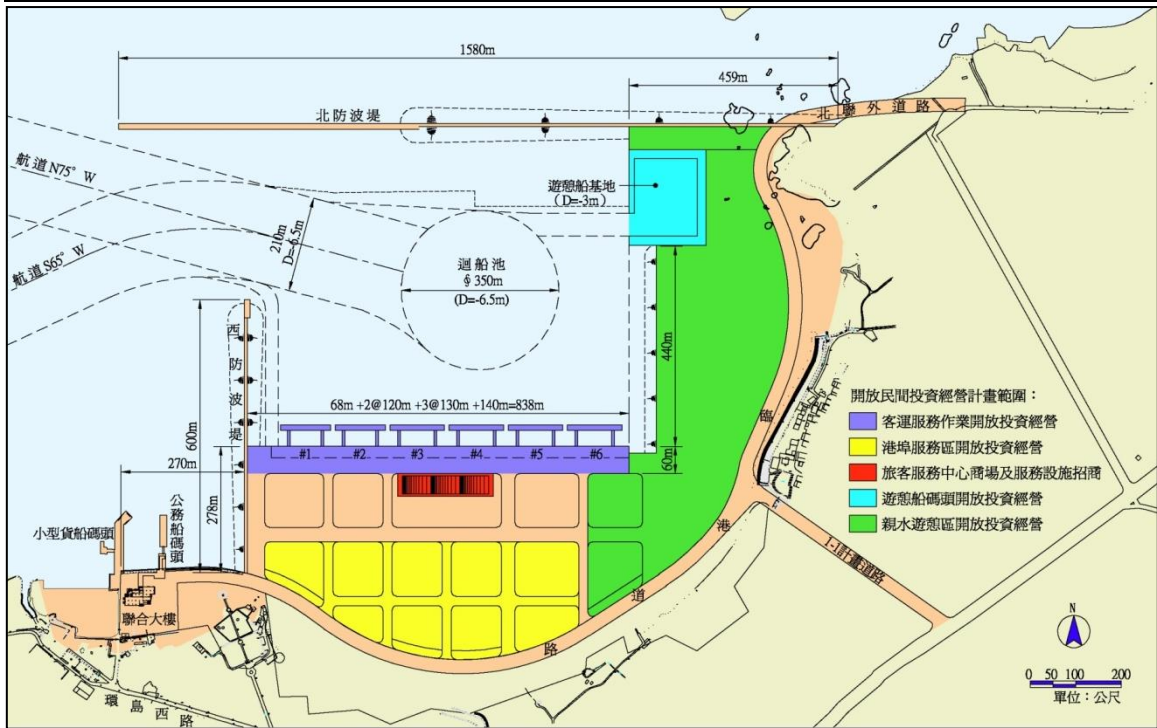 1580m
459m
北防波堤
北聯外道路
航道N75°W
遊憩船基地
(D=-3m)
210m
D=-6.5m
航道S65°W
迴船池
§350m
(D=-6.5m)
西防波堤
600m
440m
臨港道路
68m +2@120m +3@130m +140m=838m
#1
#2
#3
#4
#5
#6
60m
270m
278m
公務船碼頭
小型貨船碼頭
聯合大樓
環島西路
1-1計畫道路
開放民間投資經營計畫範圍：
客運服務作業開放投資經營
港埠服務區開放投資經營
旅客服務中心商場及服務設施招商
遊憩船碼頭開放投資經營
親水遊憩區開放投資經營
N
0 50 100 200
單位：公尺